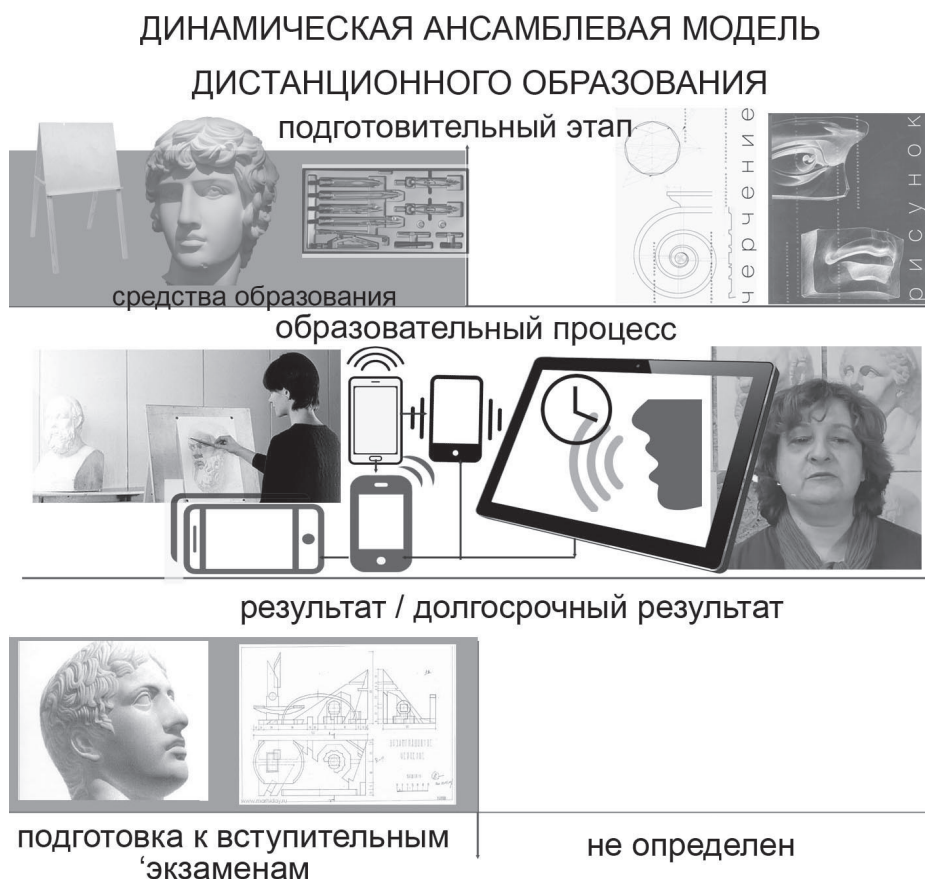 ДИНАМИЧЕСКАЯ АНСАМБЛЕВАЯ МОДЕЛЬ
ДИСТАНЦИОННОГО ОБРАЗОВАНИЯ
подготовительный этап
черчение
рисунок
средства образования
образовательный процесс
результат / долгосрочный результат
подготовка к вступительным
‘экзаменам
не определен